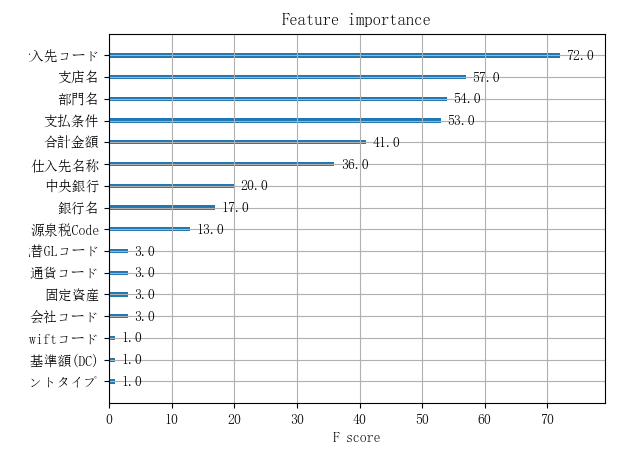 Feature importance
入先コード 72.0
支店名 57.0
部門名 54.0
支払条件 53.0
合計金額 41.0
仕入先名称 36.0
中央銀行 20.0
銀行名 17.0
源泉税Code 13.0
替GLコード 3.0
通貨コード 3.0
固定資産 3.0
会社コード 3.0
wiftコード 1.0
基準額(DC) 1.0
ントタイプ 1.0
0 10 20 30 40 50 60 70
F score